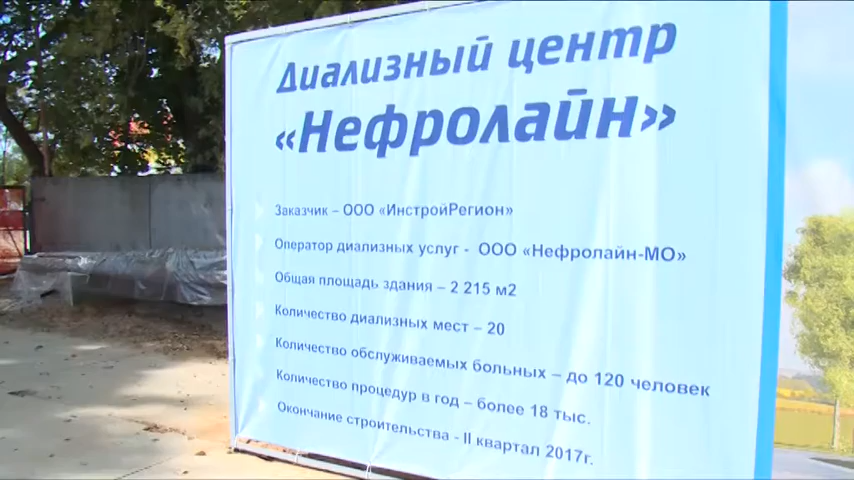 Диализный центр
«Нефролайн»
Заказчик – ООО «ИнстройРегион»
Оператор диализных услуг - ООО «Нефролайн-МО»
Общая площадь здания – 2 215 м2
Количество диализных мест – 20
Количество обслуживаемых больных – до 120 человек
Количество процедур в год – более 18 тыс.
Окончание строительства - II квартал 2017г.